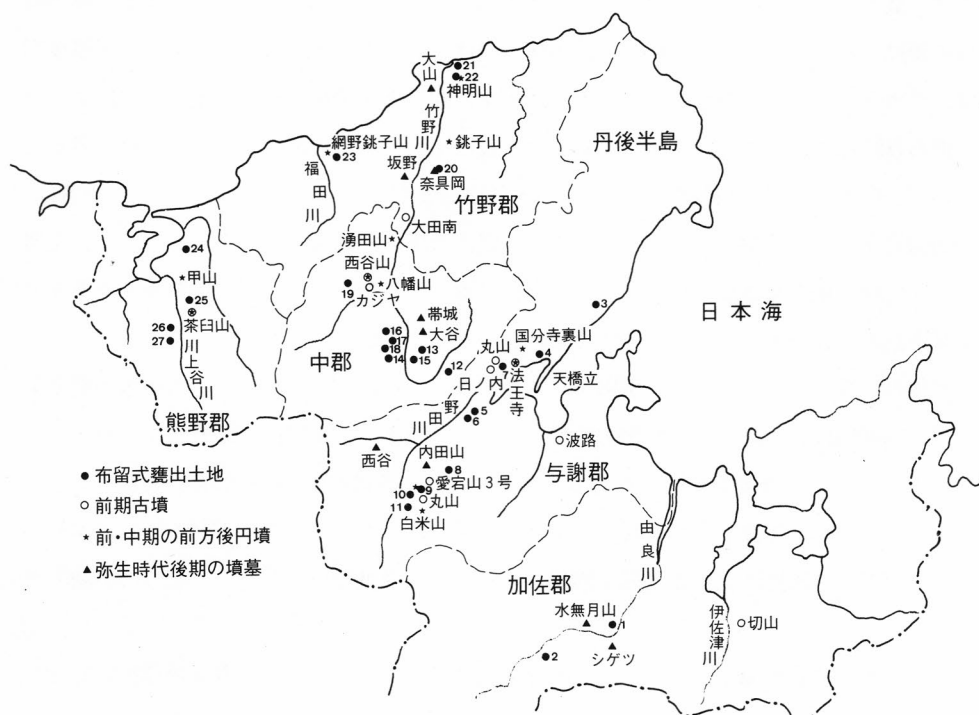 大山
21
22
神明山
竹野川
丹後半島
網野銚子山
23
銚子山
坂野
20
奈具岡
福田川
竹野郡
大田南
湧田山
24
西谷山
甲山
八幡山
19
カジヤ
3
日本海
25
帯城
茶臼山
26
16
大谷
国分寺裏山
27
17
13
丸山
18
4
中郡
14
15
12
7
法王寺
日内
天橋立
川上谷川
野田川
5
6
熊野郡
波路
内田山
西谷
8
与謝郡
愛宕山3号
9
10
丸山
11
白米山
●布留式甕出土地
○前期古墳
★前・中期の前方後円墳
▲弥生時代後期の墳墓
由良川
加佐郡
水無月山
1
伊佐津川
切山
2
シゲツ